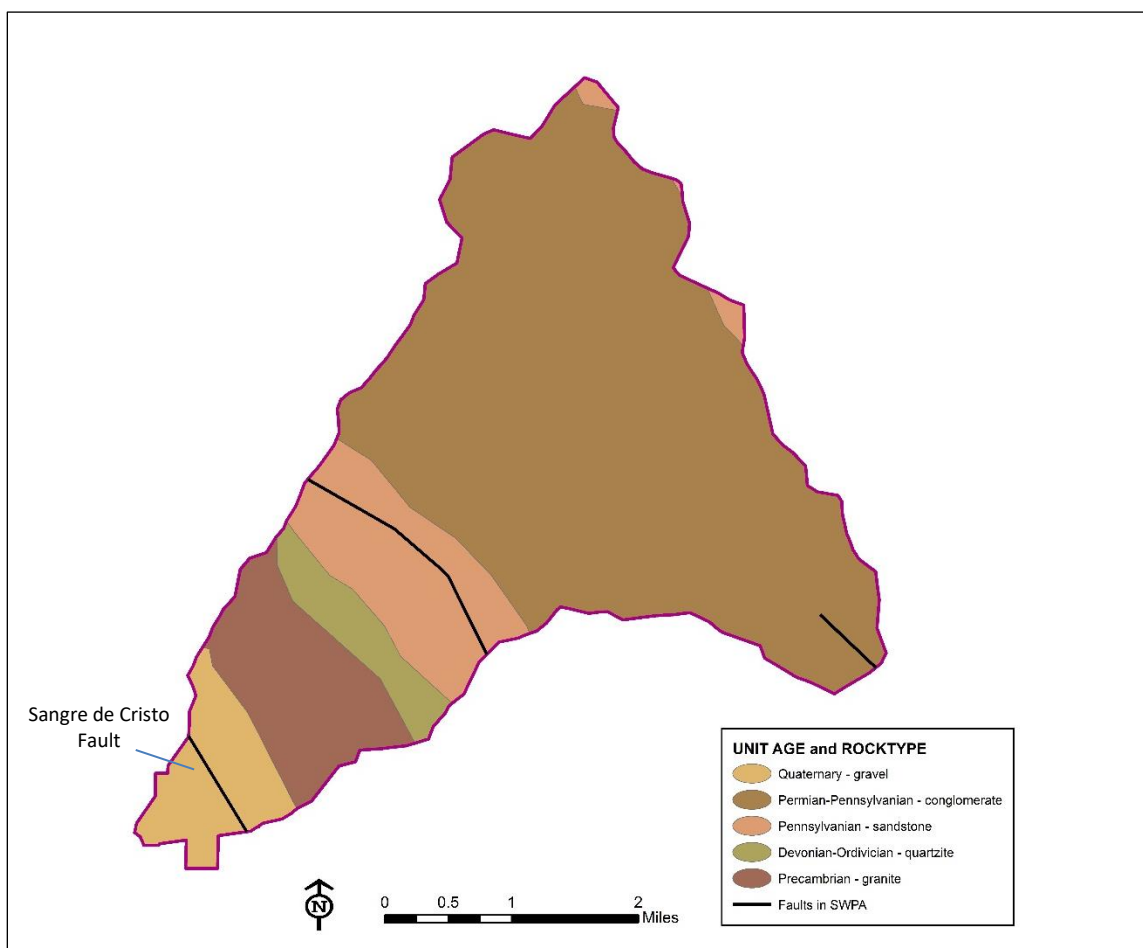 Sangre de Cristo
Fault
UNIT AGE and ROCKTYPE
Quaternary - gravel
Permian-Pennsylvanian - conglomerate
Pennsylvanian - sandstone
Devonian-Ordivician - quartzite
Precambrian - granite
Faults in SWPA
N
0 0.5 1 2
Miles